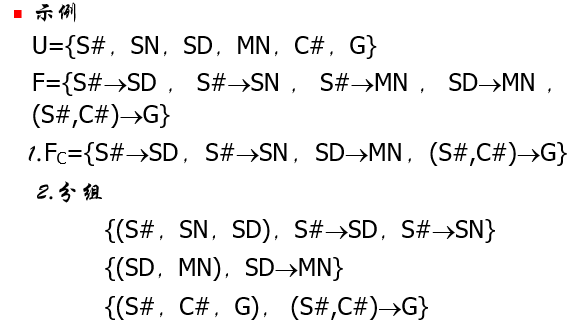 示例
U={S#，SN，SD，MN，C#，G}
F={S#→SD ， S#→SN ， S#→MN ， SD→MN ，
(S#,C#)→G}
1.FC={S#→SD，S#→SN，SD→MN，(S#,C#)→G}
2.分组
{(S#，SN，SD)，S#→SD，S#→SN}
{(SD，MN)，SD→MN}
{(S#，C#，G)， (S#,C#)→G}